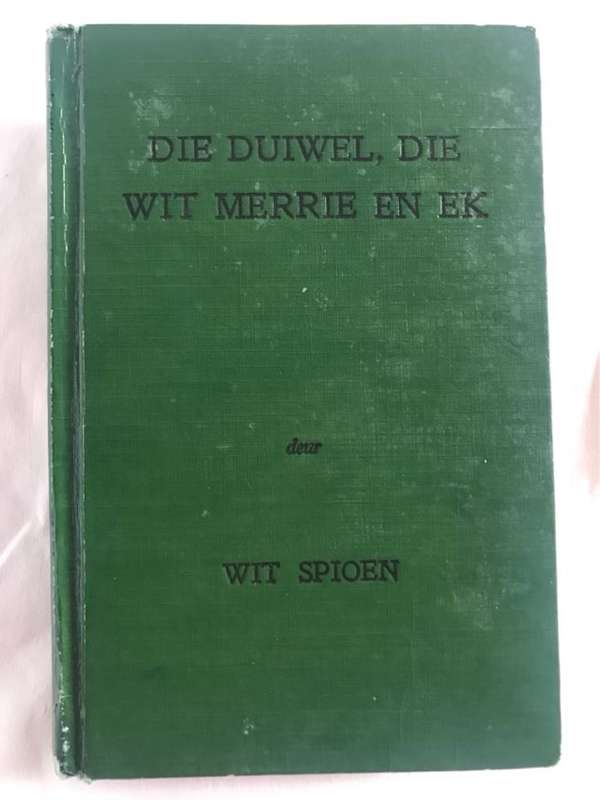 DIE DUIWEL, DIE
WIT MERRIE EN EK
deur
WIT SPIOEN